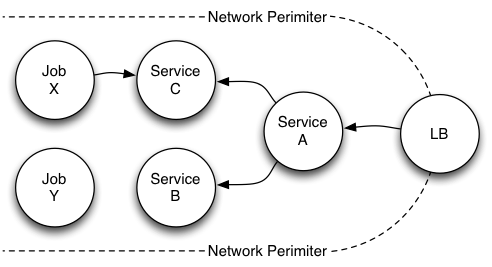 Network Perimiter
Job
X
Service
C
Service
A
LB
Job
Y
Service
B
Network Perimiter